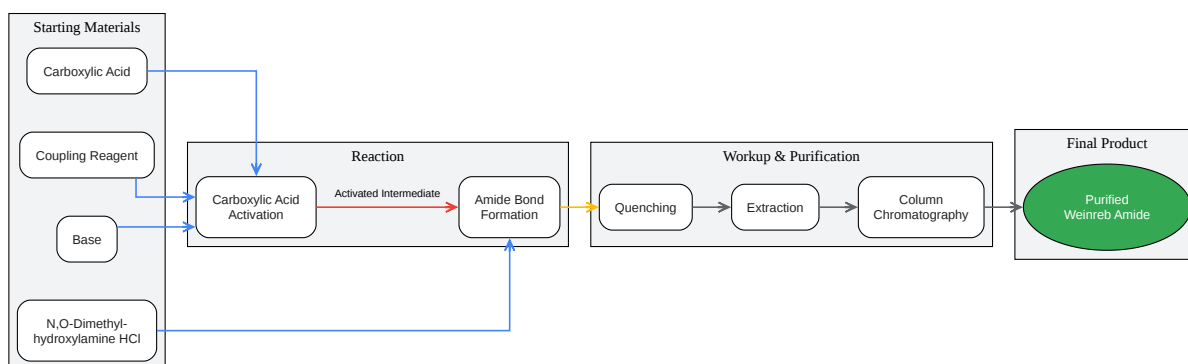 Starting Materials
Carboxylic Acid
Coupling Reagent
Base
N,O-Dimethyl-
hydroxylamine HCl
Reaction
Carboxylic Acid
Activation
Activated Intermediate
Amide Bond
Formation
Workup & Purification
Quenching
Extraction
Column
Chromatography
Final Product
Purified
Weinreb Amide